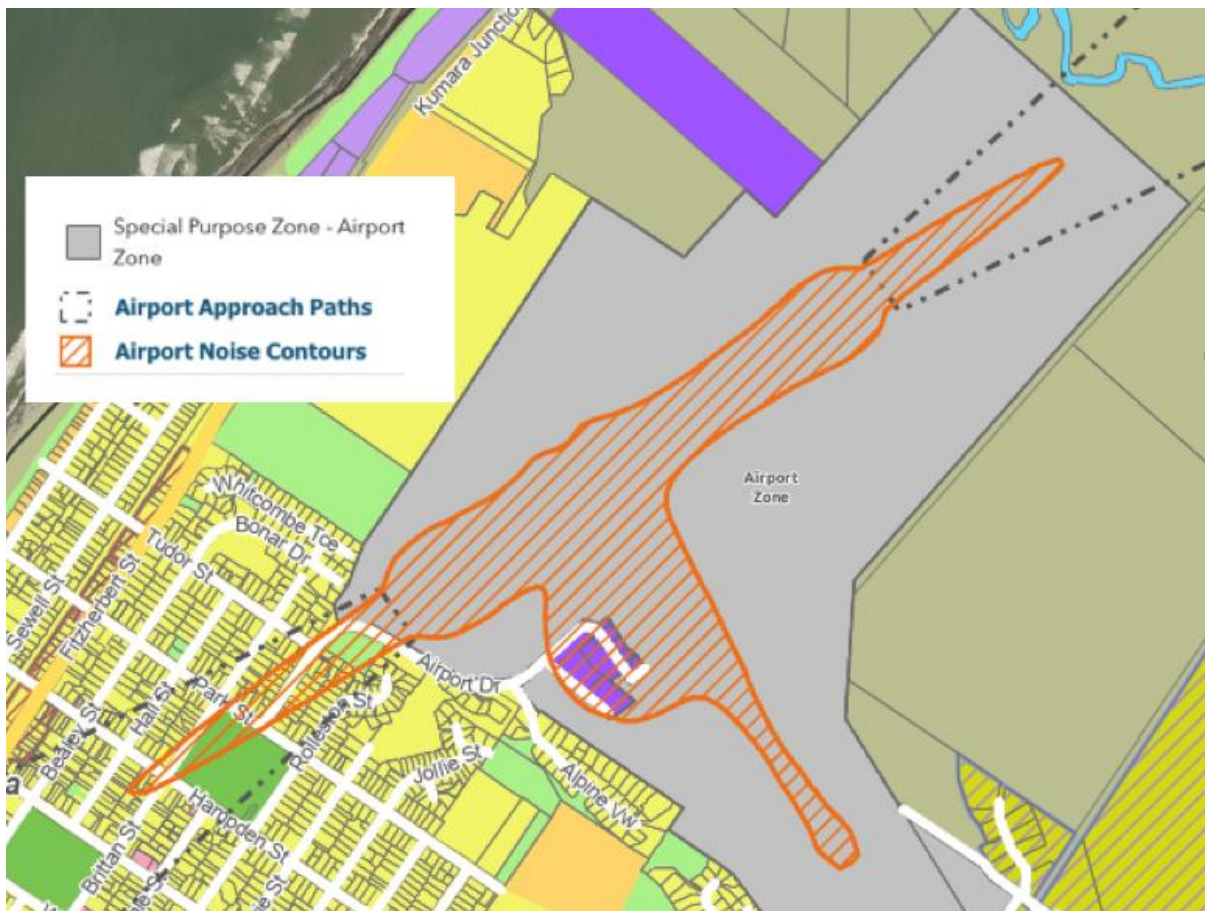 Kumara Junction
Special Purpose Zone - Airport
Zone
Airport Approach Paths
Airport Noise Contours
Airport
Zone
Whitcombe Tce
Bonar Dr
Tudor St
Sewell St
Fitzherbert St
Airport Dr
Park St
Hall St
Rolleston St
Bealey St
Jollie St
Alpine Vw
Hampden St
Brittan St
a